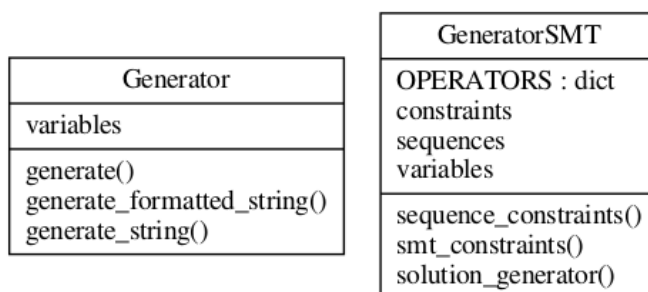 Generator
variables
generate()
generate_formatted_string()
generate_string()
GeneratorSMT
OPERATORS : dict
constraints
sequences
variables
sequence_constraints()
smt_constraints()
solution_generator()